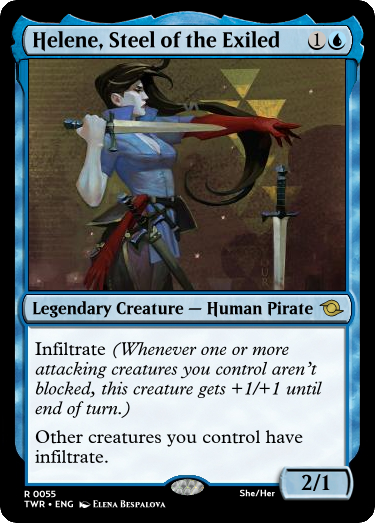 Helene, Steel of the Exiled 1
Legendary Creature — Human Pirate
Infiltrate (Whenever one or more
attacking creatures you control aren't
blocked, this creature gets +1/+1 until
end of turn.)
Other creatures you control have
infiltrate.
2/1
R 0055 She/Her
TWR • ENG Elena Bespalova